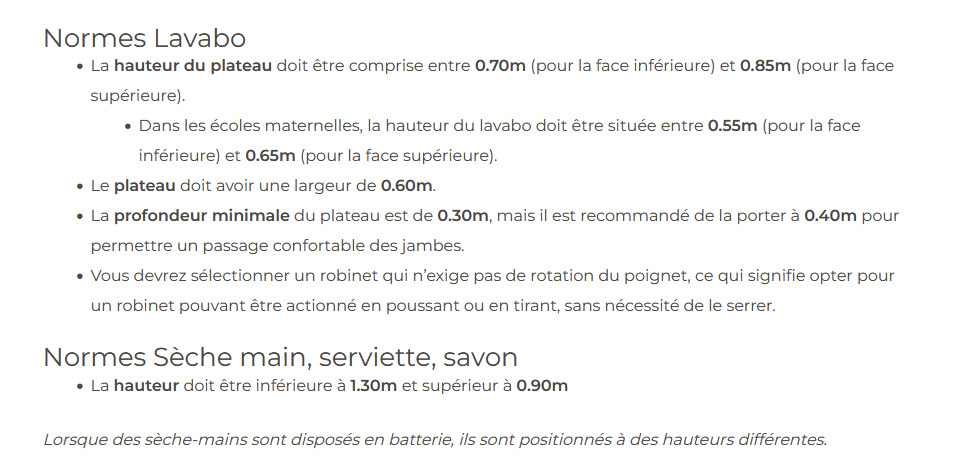 Normes Lavabo
• La hauteur du plateau doit être comprise entre 0.70m (pour la face inférieure) et 0.85m (pour la face
supérieure).
• Dans les écoles maternelles, la hauteur du lavabo doit être située entre 0.55m (pour la face
inférieure) et 0.65m (pour la face supérieure).
• Le plateau doit avoir une largeur de 0.60m.
• La profondeur minimale du plateau est de 0.30m, mais il est recommandé de la porter à 0.40m pour
permettre un passage confortable des jambes.
• Vous devrez sélectionner un robinet qui n’exige pas de rotation du poignet, ce qui signifie opter pour
un robinet pouvant être actionné en poussant ou en tirant, sans nécessité de le serrer.
Normes Sèche main, serviette, savon
• La hauteur doit être inférieure à 1.30m et supérieur à 0.90m
Lorsque des sèche-mains sont disposés en batterie, ils sont positionnés à des hauteurs différentes.